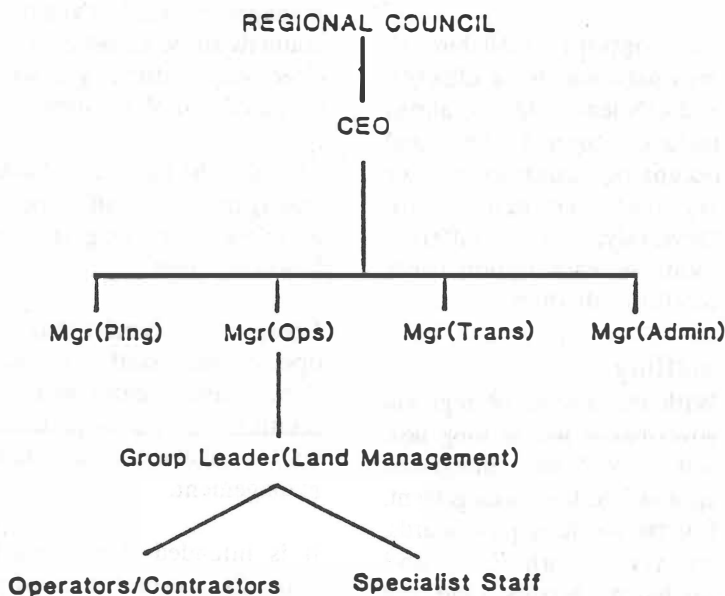 REGIONAL COUNCIL
CEO
Mgr(Plng) Mgr(Ops) Mgr(Trans) Mgr(Admin)
Group Leader(Land Management)
Operators/Contractors Specialist Staff